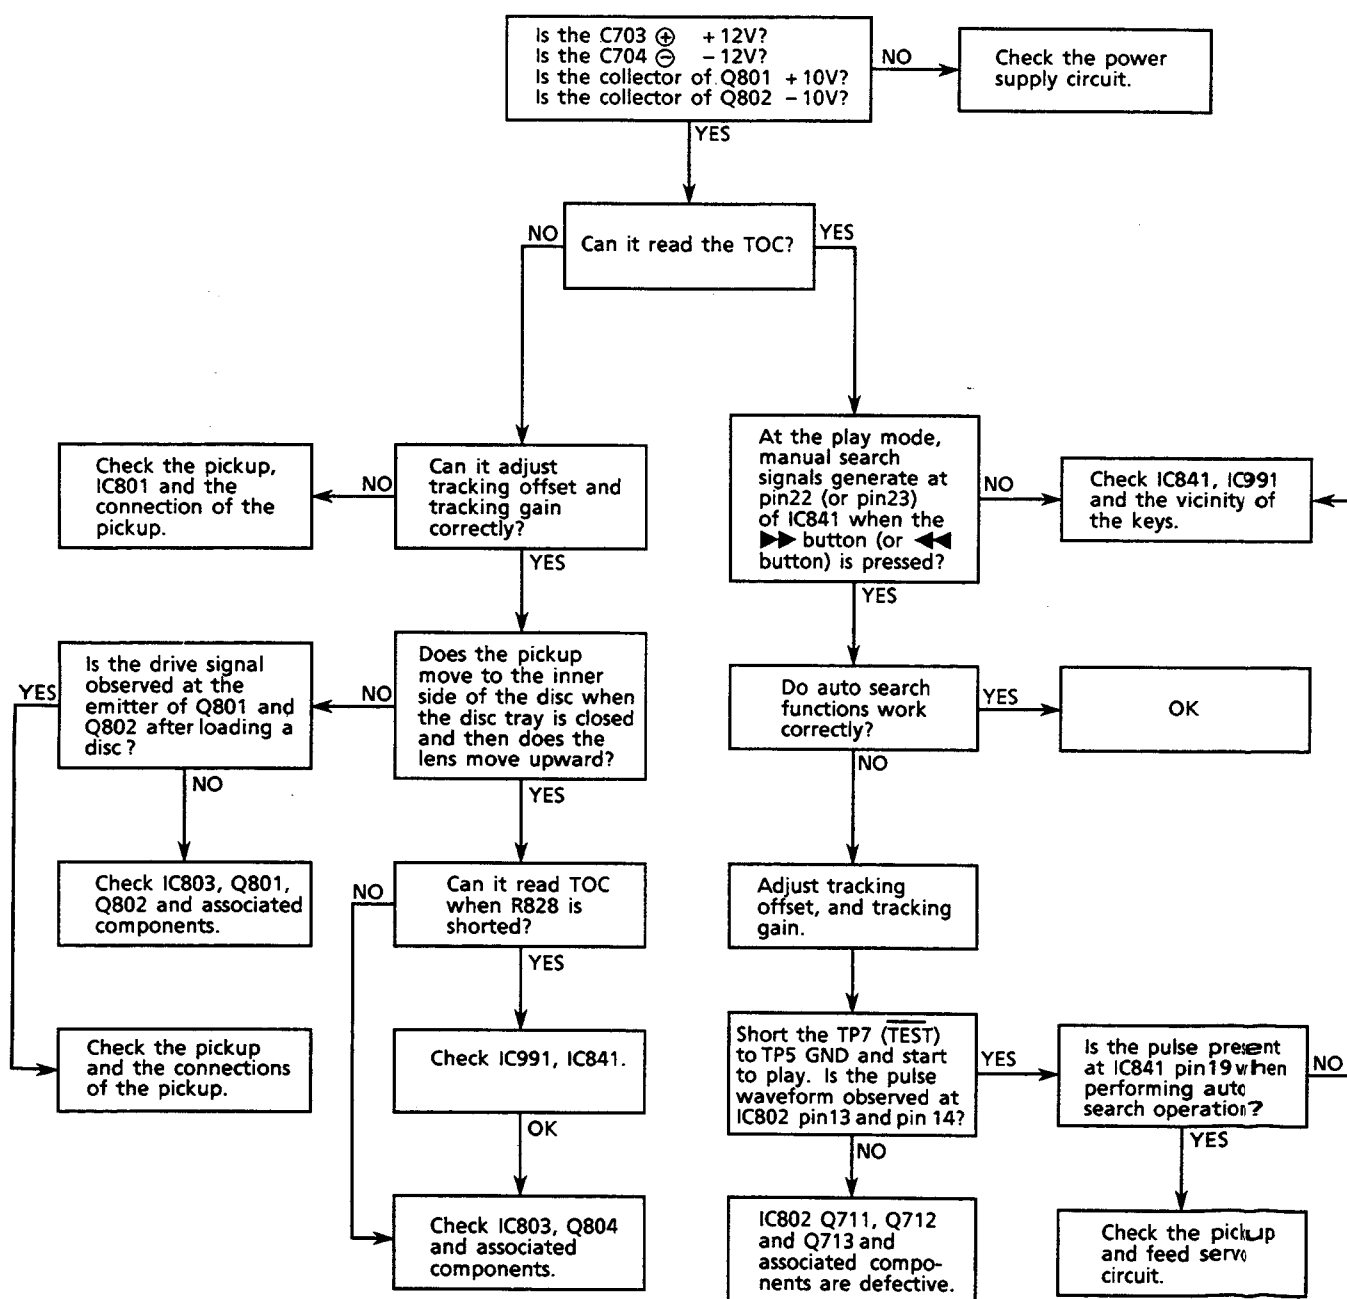 Is the C703 ⊕ +12V?
Is the C704 ⊖ −12V?
Is the collector of Q801 +10V?
Is the collector of Q802 −10V?
NO
Check the power
supply circuit.
YES
NO
Can it read the TOC?
YES
Check the pickup,
IC801 and the
connection of the
pickup.
NO
Can it adjust
tracking offset and
tracking gain
correctly?
At the play mode,
manual search
signals generate at
pin22 (or pin23)
of IC841 when the
▶▶ button (or ◀◀
button) is pressed?
NO
Check IC841, IC991
and the vicinity of
the keys.
YES
YES
YES
Is the drive signal
observed at the
emitter of Q801 and
Q802 after loading a
disc?
NO
Does the pickup
move to the inner
side of the disc when
the disc tray is closed
and then does the
lens move upward?
Do auto search
functions work
correctly?
YES
OK
NO
YES
NO
Check IC803, Q801,
Q802 and associated
components.
NO
Can it read TOC
when R828 is
shorted?
Adjust tracking
offset, and tracking
gain.
YES
Check the pickup
and the connections
of the pickup.
Check IC991, IC841.
Short the TP7 (TEST)
to TP5 GND and start
to play. Is the pulse
waveform observed at
IC802 pin13 and pin 14?
YES
Is the pulse present
at IC841 pin19 when
performing auto
search operation?
NO
OK
NO
YES
Check IC803, Q804
and associated
components.
IC802 Q711, Q712
and Q713 and
associated compo-
nents are defective.
Check the pickup
and feed servo
circuit.